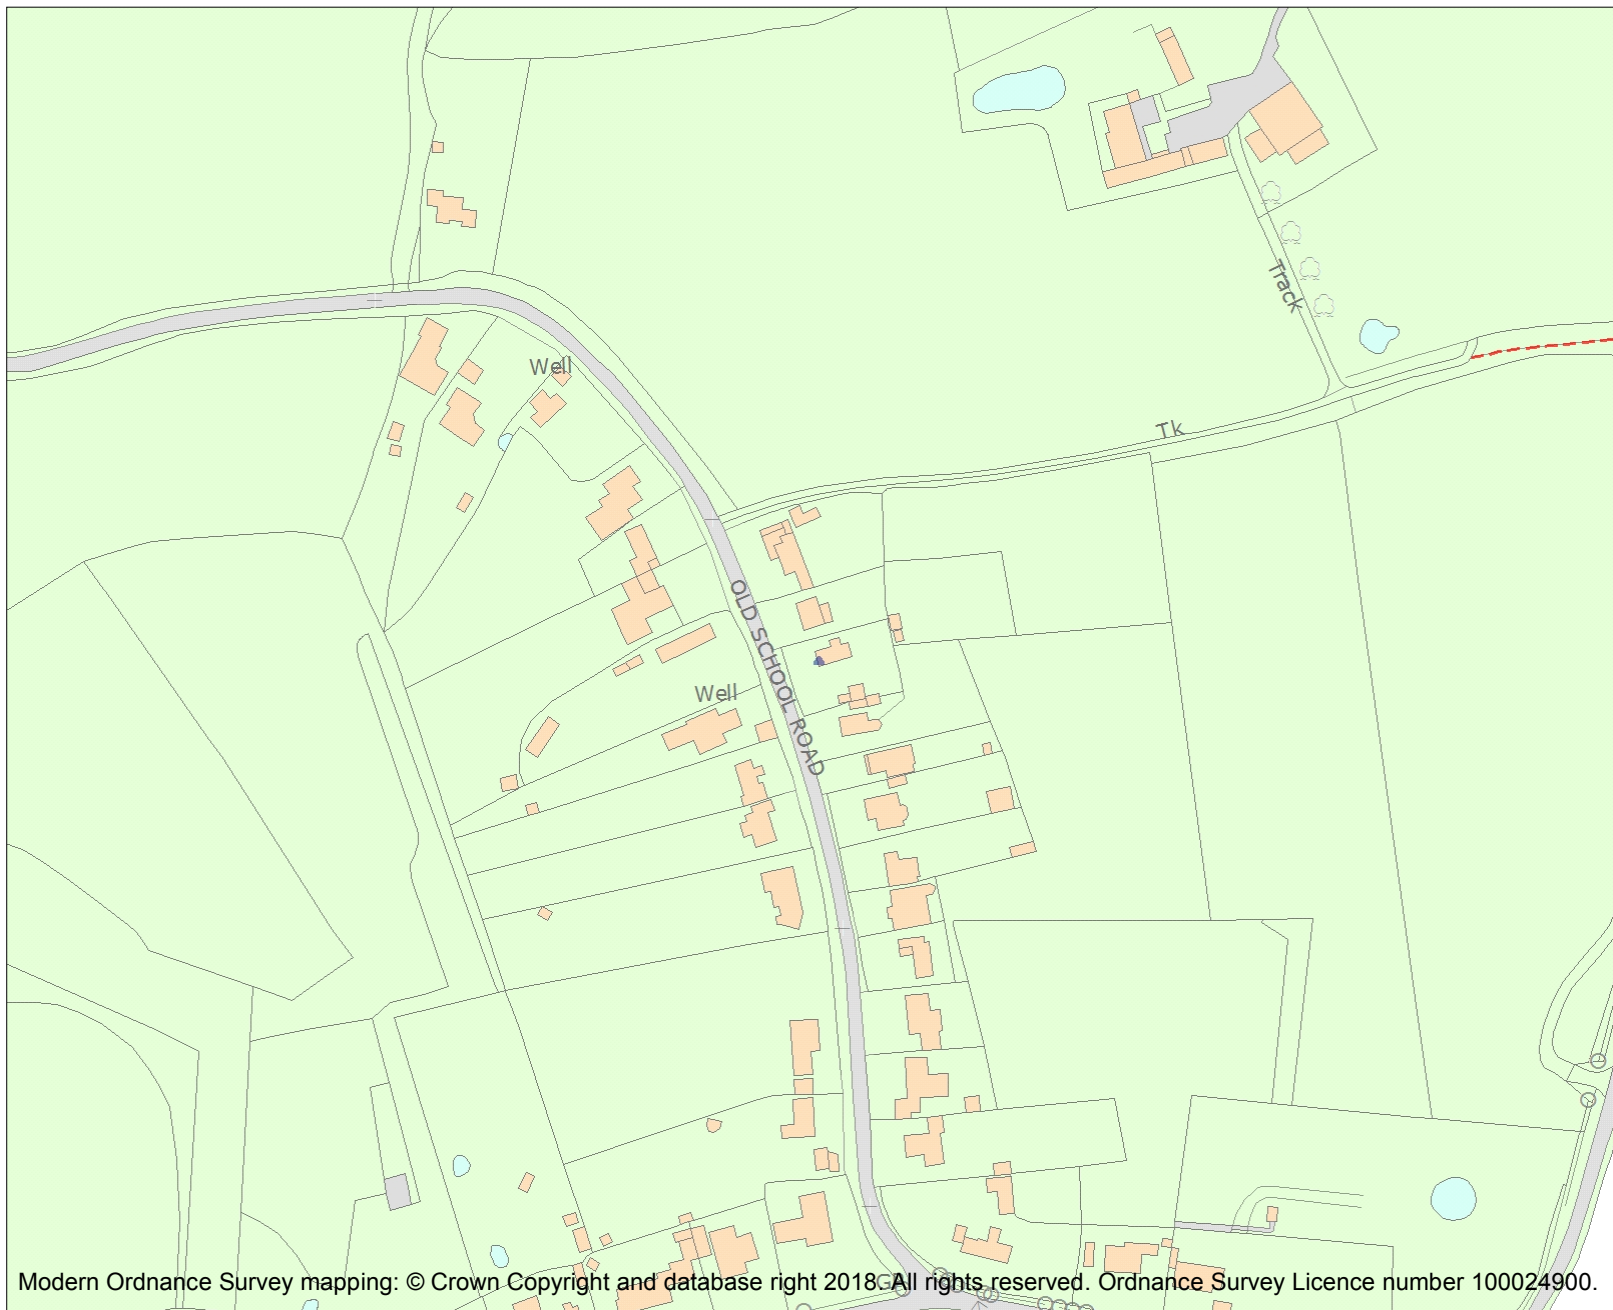 Track
Well
Tk
OLD SCHOOL ROAD
Well
Modern Ordnance Survey mapping: © Crown Copyright and database right 2018. All rights reserved. Ordnance Survey Licence number 100024900.